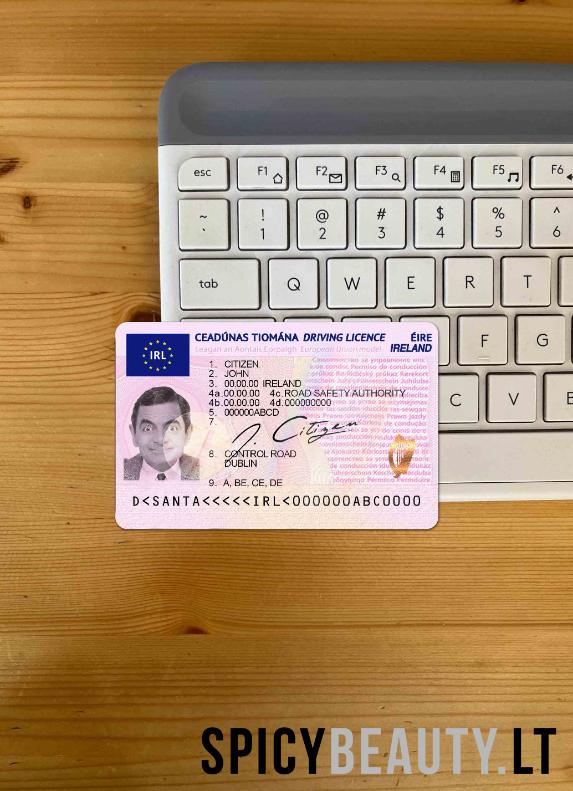 esc F1 F2 F3 F4 F5 F6
~ ! @ # $ % ^
` 1 2 3 4 5 6
tab Q W E R T
F G
C V B
IRL
CEADÚNAS TIOMÁNA DRIVING LICENCE ÉIRE
Leagan an Aontais Eorpaigh European Union model IRELAND
1. CITIZEN
2. JOHN
3. 00.00.00 IRELAND
4a.00.00.00 4c.ROAD SAFETY AUTHORITY
4b.00.00.00 4d.000000000
5. 000000ABCD
7.
J. Citizen
8. CONTROL ROAD
DUBLIN
9. A, BE, CE, DE
D<SANTA<<<<<IRL<000000ABC0000
SPICYBEAUTY.LT